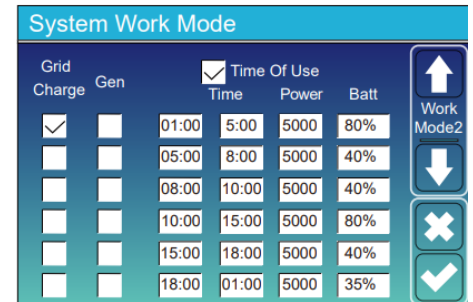 System Work Mode
Grid Charge Gen Time Of Use
Time Power Batt
01:00 5:00 5000 80%
05:00 8:00 5000 40%
08:00 10:00 5000 40%
10:00 15:00 5000 80%
15:00 18:00 5000 40%
18:00 01:00 5000 35%
Work
Mode2